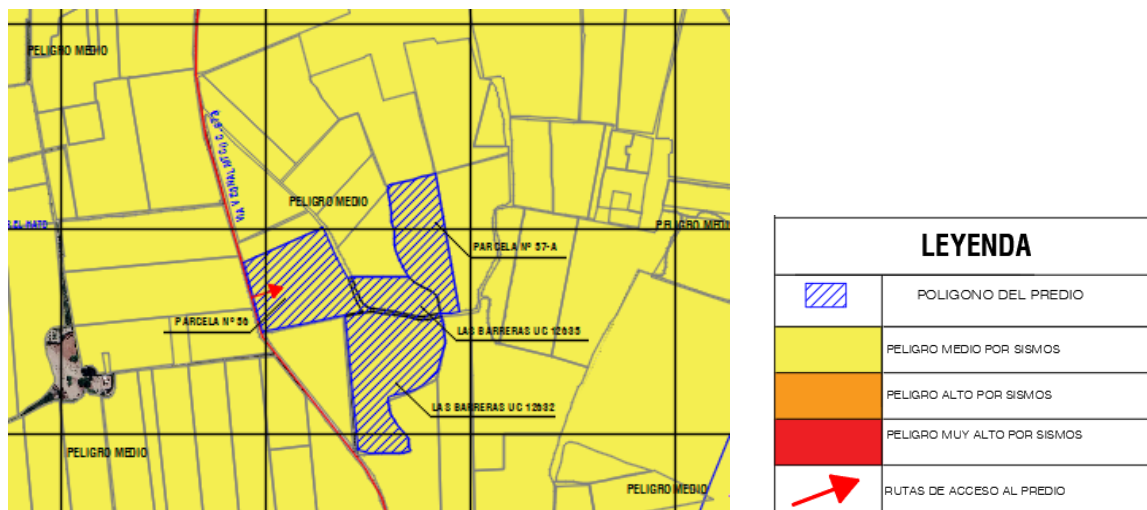 PELIGRO MEDIO
PELIGRO MEDIO
PELIGRO MEDIO
PARCELA Nº 57-A
PARCELA Nº 56
LAS BARRERAS UC 12635
LAS BARRERAS UC 12632
PELIGRO MEDIO
PELIGRO MEDIO
LEYENDA
POLIGONO DEL PREDIO
PELIGRO MEDIO POR SISMOS
PELIGRO ALTO POR SISMOS
PELIGRO MUY ALTO POR SISMOS
RUTAS DE ACCESO AL PREDIO